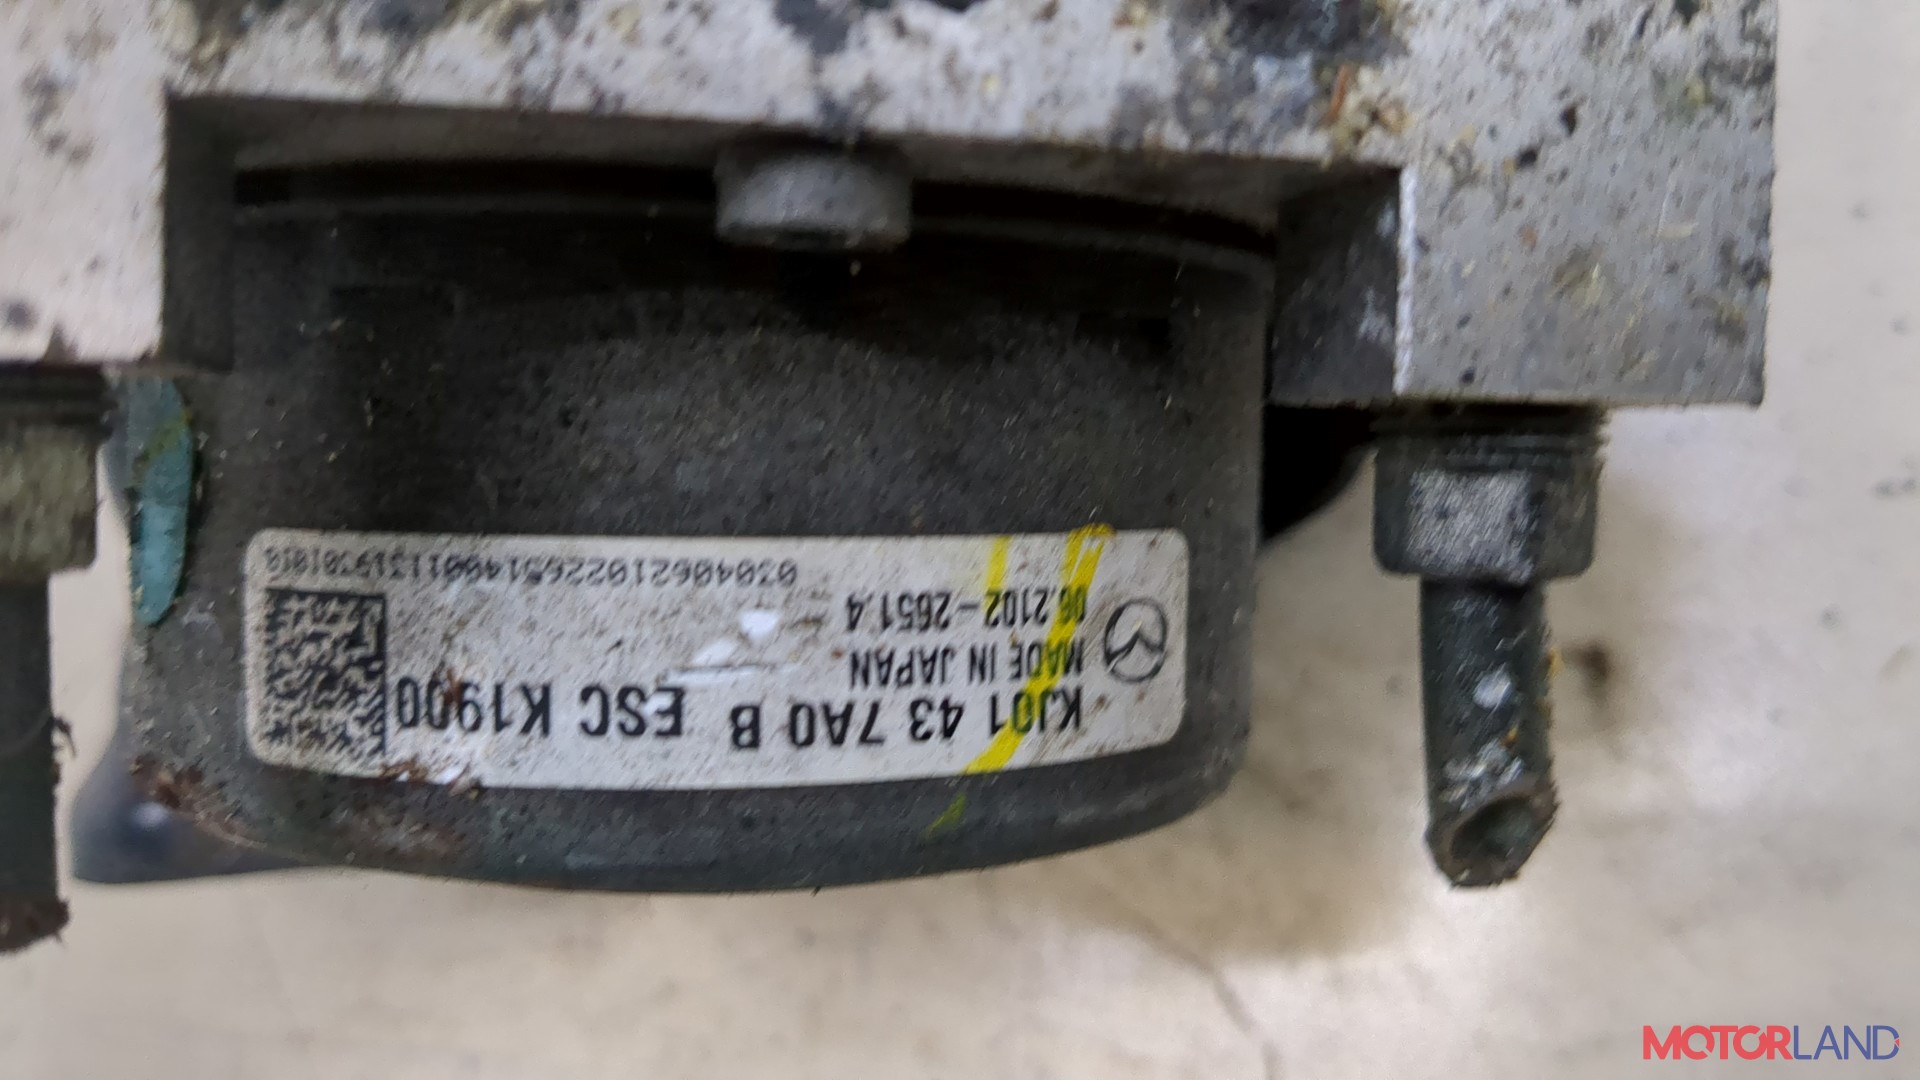 KJ01 43 7A0 B ESC K1900
MADE IN JAPAN
06.2102-2651.4
MOTORLAND